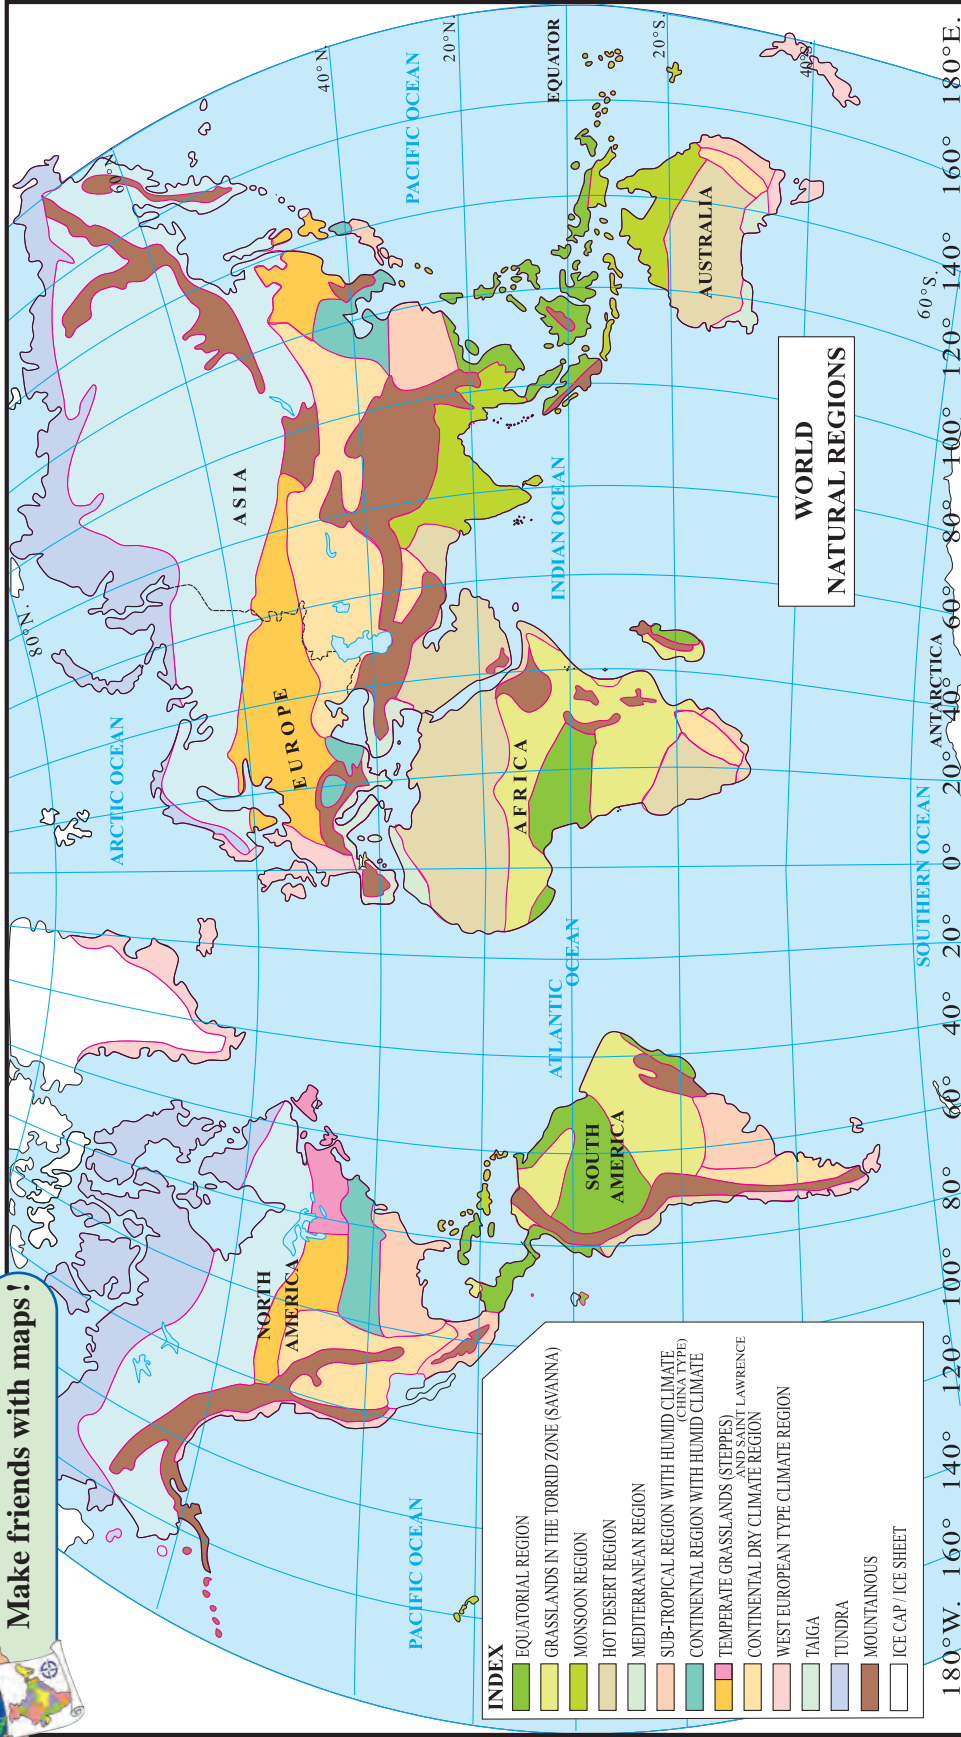 Make friends with maps!
80°N.
60°N.
40°N.
20°N.
EQUATOR
20°S.
40°S.
60°S.
ARCTIC OCEAN
PACIFIC OCEAN
PACIFIC OCEAN
ATLANTIC
OCEAN
INDIAN OCEAN
SOUTHERN OCEAN
NORTH
AMERICA
SOUTH
AMERICA
EUROPE
ASIA
AFRICA
AUSTRALIA
ANTARCTICA
WORLD
NATURAL REGIONS
INDEX
EQUATORIAL REGION
GRASSLANDS IN THE TORRID ZONE (SAVANNA)
MONSOON REGION
HOT DESERT REGION
MEDITERRANEAN REGION
SUB-TROPICAL REGION WITH HUMID CLIMATE
(CHINA TYPE)
CONTINENTAL REGION WITH HUMID CLIMATE
TEMPERATE GRASSLANDS (STEPPES)
AND SAINT LAWRENCE
CONTINENTAL DRY CLIMATE REGION
WEST EUROPEAN TYPE CLIMATE REGION
TAIGA
TUNDRA
MOUNTAINOUS
ICE CAP / ICE SHEET
180°W. 160° 140° 120° 100° 80° 60° 40° 20° 0° 20° 40° 60° 80° 100° 120° 140° 160° 180°E.